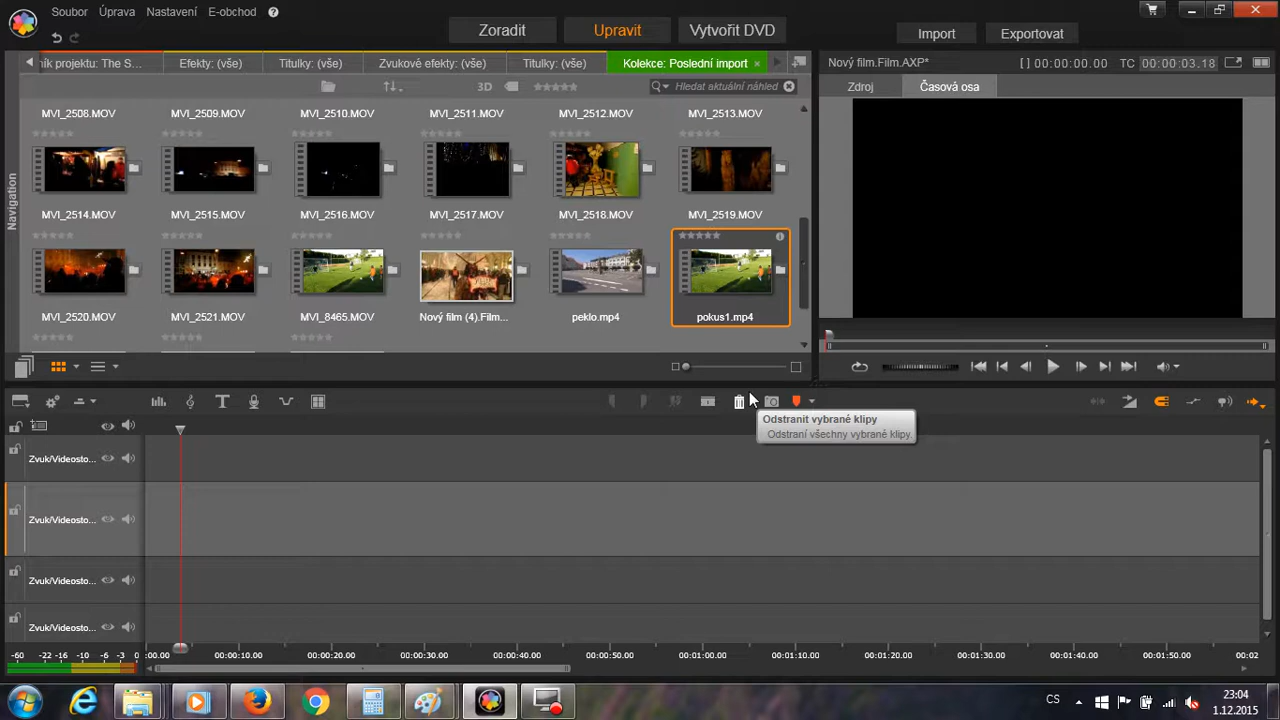 Soubor Úprava Nastavení E-obchod
Zoradit Upravit Vytvořit DVD Import Exportovat
ník projektu: The S... Efekty: (vše) Titulky: (vše) Zvukové efekty: (vše) Titulky: (vše) Kolekce: Poslední import ×
Nový film.Film.AXP* [ ] 00:00:00.00 TC 00:00:03.18
3D Hledat aktuální náhled Zdroj Časová osa
Navigation
MVI_2508.MOV MVI_2509.MOV MVI_2510.MOV MVI_2511.MOV MVI_2512.MOV MVI_2513.MOV
MVI_2514.MOV MVI_2515.MOV MVI_2516.MOV MVI_2517.MOV MVI_2518.MOV MVI_2519.MOV
MVI_2520.MOV MVI_2521.MOV MVI_8465.MOV Nový film (4).Film... peklo.mp4 pokus1.mp4
Odstranit vybrané klipy
Odstraní všechny vybrané klipy.
Zvuk/Videosto...
Zvuk/Videosto...
Zvuk/Videosto...
Zvuk/Videosto...
-60 -22 -16 -10 -6 -3 0 :00.00 00:00:10.00 00:00:20.00 00:00:30.00 00:00:50.00 00:01:00.00 00:01:10.00 00:01:20.00 00:01:30.00 00:01:40.00 00:01:50.00 00:02
CS 23:04
1.12.2015